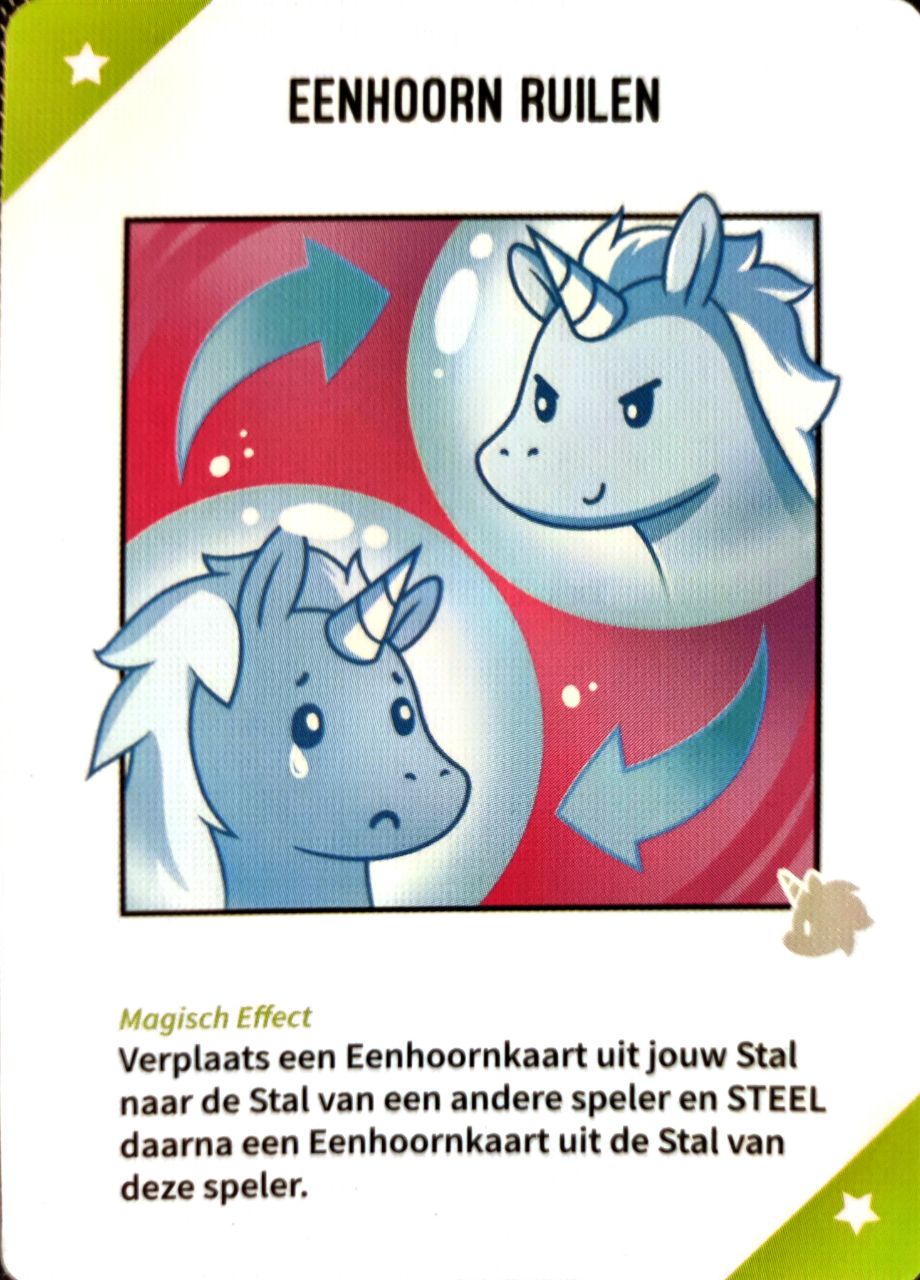 EENHOORN RUILEN
Magisch Effect
Verplaats een Eenhoornkaart uit jouw Stal
naar de Stal van een andere speler en STEEL
daarna een Eenhoornkaart uit de Stal van
deze speler.